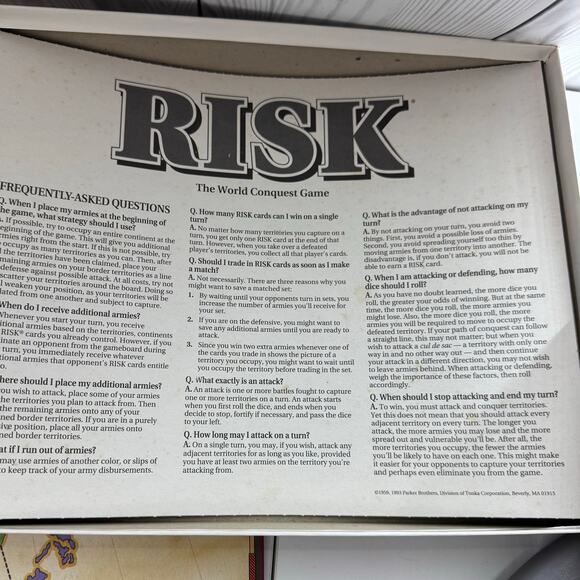 RISK®
The World Conquest Game
FREQUENTLY-ASKED QUESTIONS
Q. When I place my armies at the beginning of
the game, what strategy should I use?
A. If possible, try to occupy an entire continent at the
beginning of the game. This will give you additional
armies right from the start. If this is not possible, try
to occupy as many territories as you can. Then, after
all the territories have been claimed, place your
remaining armies on your border territories as a line
of defense against possible attack. At all costs, try not
to scatter your territories around the board. Doing so
will weaken your position, as your territories will be
isolated from one another and subject to capture.
When do I receive additional armies?
Whenever you start your turn, you receive
additional armies based on the territories, continents
RISK® cards you already control. However, if you
eliminate an opponent from the gameboard during
turn, you immediately receive whatever
additional armies that opponent's RISK cards entitle
to.
Where should I place my additional armies?
you wish to attack, place some of your armies
the territories you plan to attack from. Then
the remaining armies onto any of your
border territories. If you are in a purely
defensive position, place all your armies onto
border territories.
What if I run out of armies?
may use armies of another color, or slips of
to keep track of your army disbursements.
Q. How many RISK cards can I win on a single
turn?
A. No matter how many territories you capture on a
turn, you get only one RISK card at the end of that
turn. However, when you take over a defeated
player's territories, you collect all that player's cards.
Q. Should I trade in RISK cards as soon as I make
a match?
A. Not necessarily. There are three reasons why you
might want to wait:
1. By waiting until your opponents turn in sets, you
increase the number of armies you'll receive for
your set.
2. If you are on the defensive, you might want to
save any additional armies until you are ready to
attack.
3. Since you win two extra armies whenever one of
the cards you trade in shows the picture of a
territory you occupy, you might want to wait until
you occupy the territory before trading in the set.
Q. What exactly is an attack?
A. An attack is one or more battles fought to capture
one or more territories on a turn. An attack starts
when you first roll the dice, and ends when you
decide to stop, fortify if necessary, and pass the dice
to your left.
Q. How long may I attack on a turn?
A. On a single turn, you may, if you wish, attack any
adjacent territories for as long as you like, provided
you have at least two armies on the territory you're
attacking from.
Q. What is the advantage of not attacking on my
turn?
A. By not attacking on your turn, you avoid two
things. First, you avoid a possible loss of armies.
Second, you avoid spreading yourself too thin by
moving armies from one territory into another. The
disadvantage is, if you don't attack, you will not be
able to earn a RISK card.
Q. When I am attacking or defending, how many
dice should I roll?
A. As you have no doubt learned, the more dice you
roll, the greater your odds of winning. But at the same
time, the more dice you roll, the more armies you
might lose. Also, the more dice you roll, the more
armies you will be required to move to occupy the
defeated territory. If your path of conquest can follow
a straight line, this may not matter; but when you
wish to attack a cul de sac — a territory with only one
way in and no other way out — and then continue
your attack in a different direction, you may not wish
to leave armies behind. When attacking or defending,
weigh the importance of these factors, then roll
accordingly.
Q. When should I stop attacking and end my turn?
A. To win, you must attack and conquer territories.
Yet this does not mean that you should attack every
adjacent territory on every turn. The longer you
attack, the more armies you may lose and the more
spread out and vulnerable you'll be. After all, the
more territories you occupy, the fewer the armies
you'll be likely to have on each one. This might make
it easier for opponents to capture your territories
and perhaps even eliminate you from the game.
©1959, 1993 Parker Brothers, Division of Tonka Corporation, Beverly, MA 01915